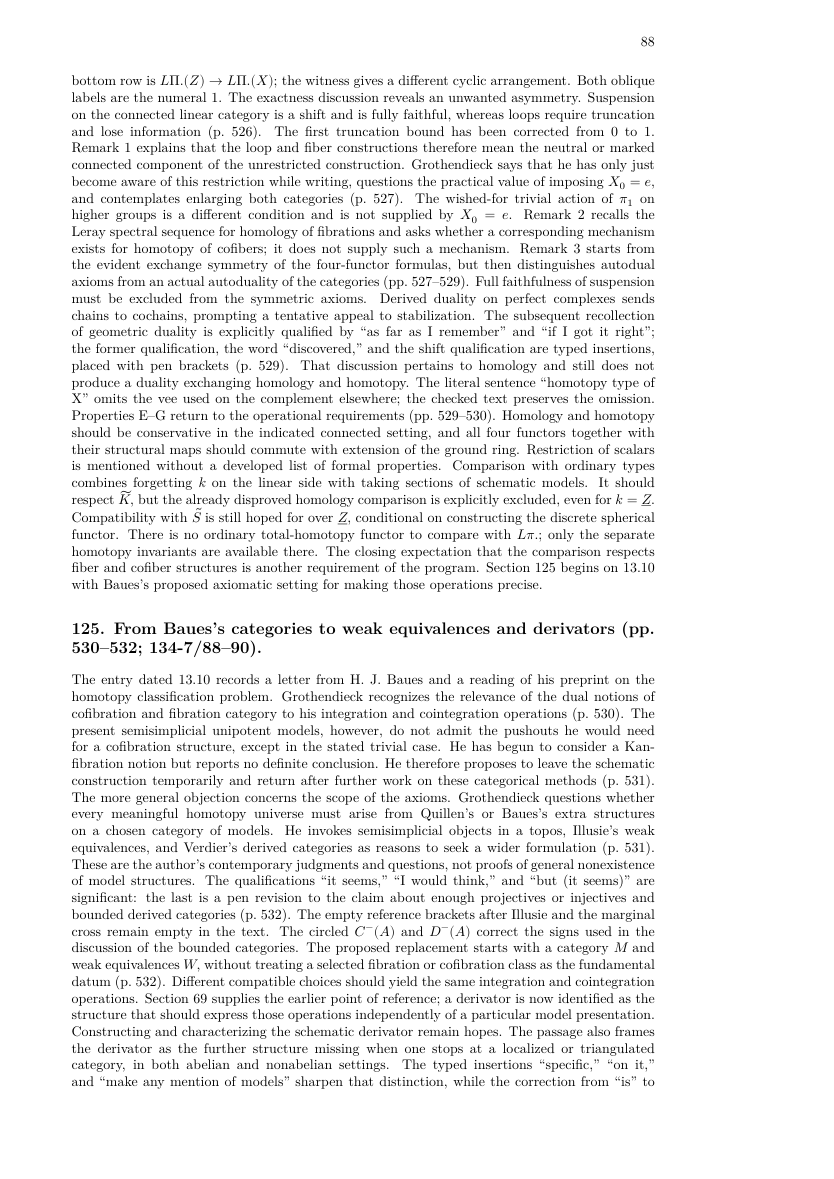 88
bottom row is LΠ.(Z) → LΠ.(X); the witness gives a different cyclic arrangement. Both oblique
labels are the numeral 1. The exactness discussion reveals an unwanted asymmetry. Suspension
on the connected linear category is a shift and is fully faithful, whereas loops require truncation
and lose information (p. 526). The first truncation bound has been corrected from 0 to 1.
Remark 1 explains that the loop and fiber constructions therefore mean the neutral or marked
connected component of the unrestricted construction. Grothendieck says that he has only just
become aware of this restriction while writing, questions the practical value of imposing X₀ = e,
and contemplates enlarging both categories (p. 527). The wished-for trivial action of π₁ on
higher groups is a different condition and is not supplied by X₀ = e. Remark 2 recalls the
Leray spectral sequence for homology of fibrations and asks whether a corresponding mechanism
exists for homotopy of cofibers; it does not supply such a mechanism. Remark 3 starts from
the evident exchange symmetry of the four-functor formulas, but then distinguishes autodual
axioms from an actual autoduality of the categories (pp. 527–529). Full faithfulness of suspension
must be excluded from the symmetric axioms. Derived duality on perfect complexes sends
chains to cochains, prompting a tentative appeal to stabilization. The subsequent recollection
of geometric duality is explicitly qualified by “as far as I remember” and “if I got it right”;
the former qualification, the word “discovered,” and the shift qualification are typed insertions,
placed with pen brackets (p. 529). That discussion pertains to homology and still does not
produce a duality exchanging homology and homotopy. The literal sentence “homotopy type of
X” omits the vee used on the complement elsewhere; the checked text preserves the omission.
Properties E–G return to the operational requirements (pp. 529–530). Homology and homotopy
should be conservative in the indicated connected setting, and all four functors together with
their structural maps should commute with extension of the ground ring. Restriction of scalars
is mentioned without a developed list of formal properties. Comparison with ordinary types
combines forgetting k on the linear side with taking sections of schematic models. It should
respect K̃, but the already disproved homology comparison is explicitly excluded, even for k = Z̲.
Compatibility with S̃ is still hoped for over Z̲, conditional on constructing the discrete spherical
functor. There is no ordinary total-homotopy functor to compare with Lπ.; only the separate
homotopy invariants are available there. The closing expectation that the comparison respects
fiber and cofiber structures is another requirement of the program. Section 125 begins on 13.10
with Baues’s proposed axiomatic setting for making those operations precise.
125. From Baues’s categories to weak equivalences and derivators (pp.
530–532; 134-7/88–90).
The entry dated 13.10 records a letter from H. J. Baues and a reading of his preprint on the
homotopy classification problem. Grothendieck recognizes the relevance of the dual notions of
cofibration and fibration category to his integration and cointegration operations (p. 530). The
present semisimplicial unipotent models, however, do not admit the pushouts he would need
for a cofibration structure, except in the stated trivial case. He has begun to consider a Kan-
fibration notion but reports no definite conclusion. He therefore proposes to leave the schematic
construction temporarily and return after further work on these categorical methods (p. 531).
The more general objection concerns the scope of the axioms. Grothendieck questions whether
every meaningful homotopy universe must arise from Quillen’s or Baues’s extra structures
on a chosen category of models. He invokes semisimplicial objects in a topos, Illusie’s weak
equivalences, and Verdier’s derived categories as reasons to seek a wider formulation (p. 531).
These are the author’s contemporary judgments and questions, not proofs of general nonexistence
of model structures. The qualifications “it seems,” “I would think,” and “but (it seems)” are
significant: the last is a pen revision to the claim about enough projectives or injectives and
bounded derived categories (p. 532). The empty reference brackets after Illusie and the marginal
cross remain empty in the text. The circled C⁻(A) and D⁻(A) correct the signs used in the
discussion of the bounded categories. The proposed replacement starts with a category M and
weak equivalences W, without treating a selected fibration or cofibration class as the fundamental
datum (p. 532). Different compatible choices should yield the same integration and cointegration
operations. Section 69 supplies the earlier point of reference; a derivator is now identified as the
structure that should express those operations independently of a particular model presentation.
Constructing and characterizing the schematic derivator remain hopes. The passage also frames
the derivator as the further structure missing when one stops at a localized or triangulated
category, in both abelian and nonabelian settings. The typed insertions “specific,” “on it,”
and “make any mention of models” sharpen that distinction, while the correction from “is” to